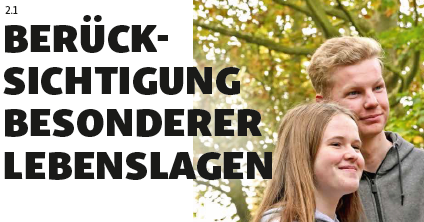 2.1
BERÜCK-
SICHTIGUNG
BESONDERER
LEBENSLAGEN